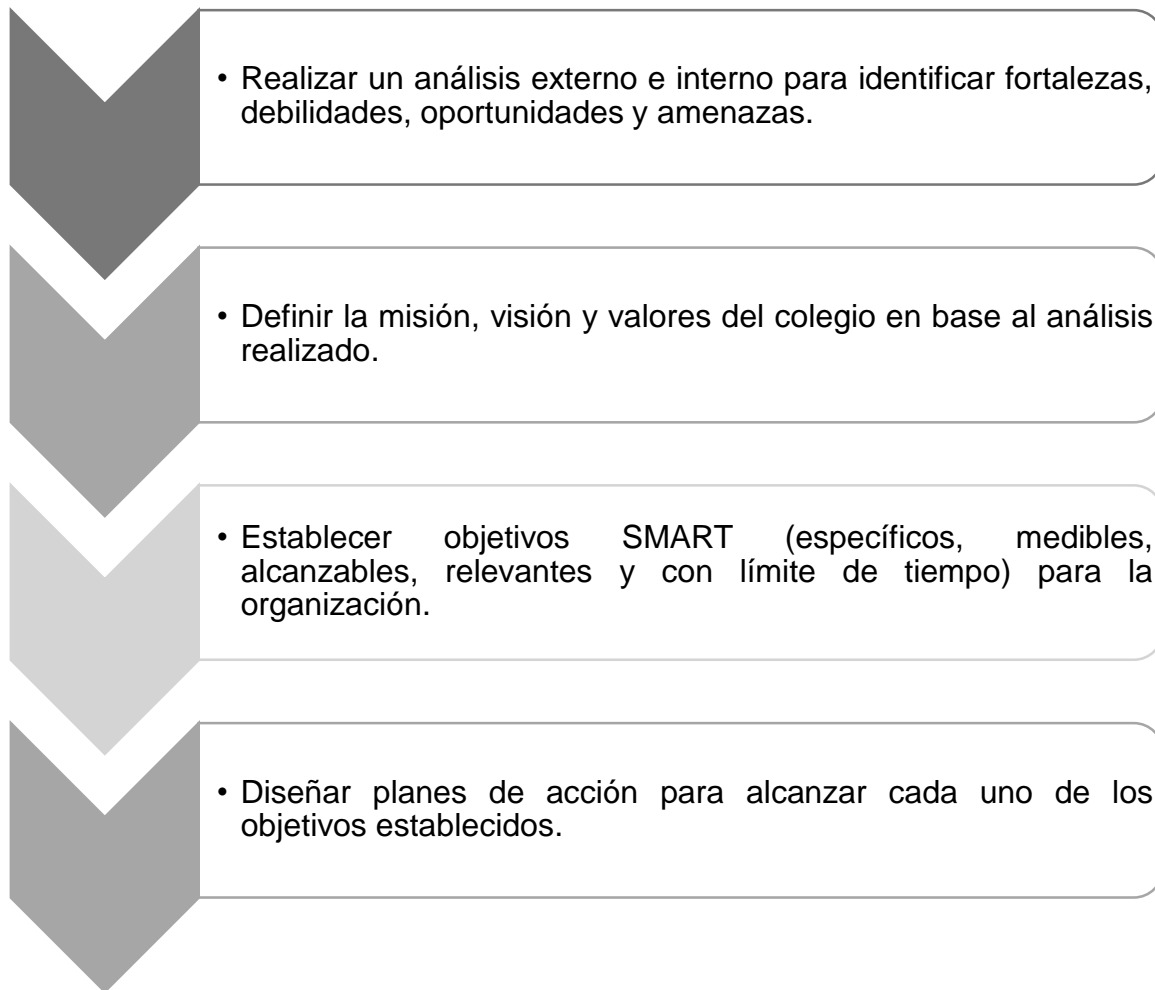 • Realizar un análisis externo e interno para identificar fortalezas,
debilidades, oportunidades y amenazas.
• Definir la misión, visión y valores del colegio en base al análisis
realizado.
• Establecer objetivos SMART (específicos, medibles,
alcanzables, relevantes y con límite de tiempo) para la
organización.
• Diseñar planes de acción para alcanzar cada uno de los
objetivos establecidos.